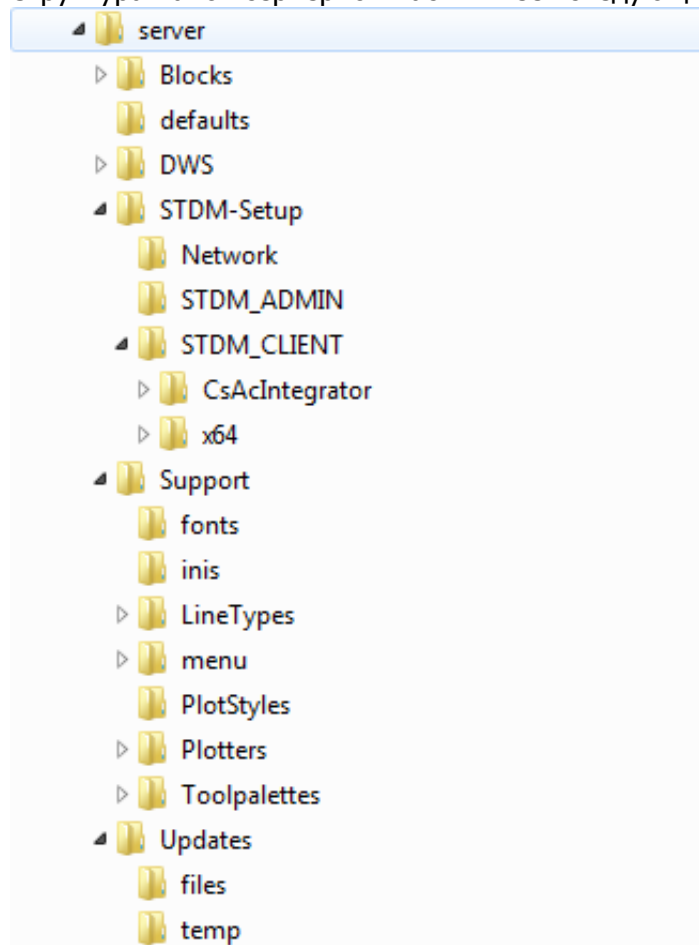 server
Blocks
defaults
DWS
STDM-Setup
Network
STDM_ADMIN
STDM_CLIENT
CsAcIntegrator
x64
Support
fonts
inis
LineTypes
menu
PlotStyles
Plotters
Toolpalettes
Updates
files
temp